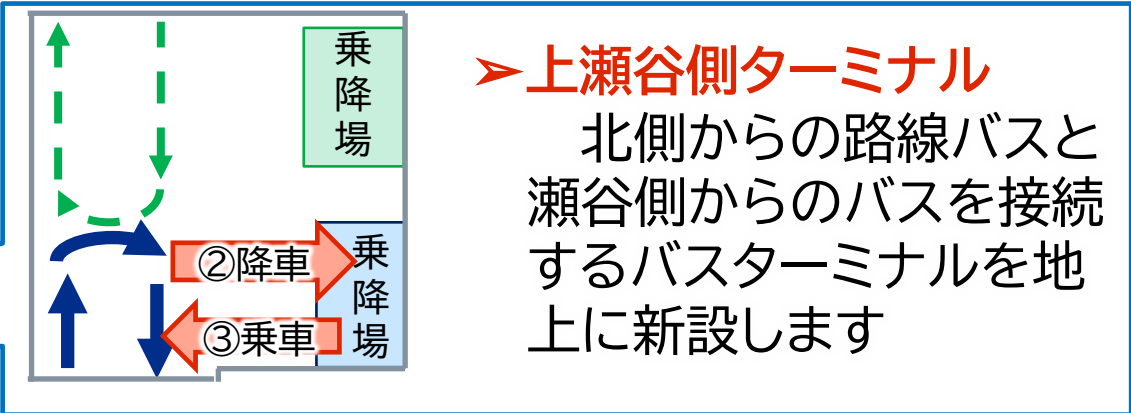 乗降場
②降車
乗降場
③乗車
➢上瀬谷側ターミナル
北側からの路線バスと
瀬谷側からのバスを接続
するバスターミナルを地
上に新設します